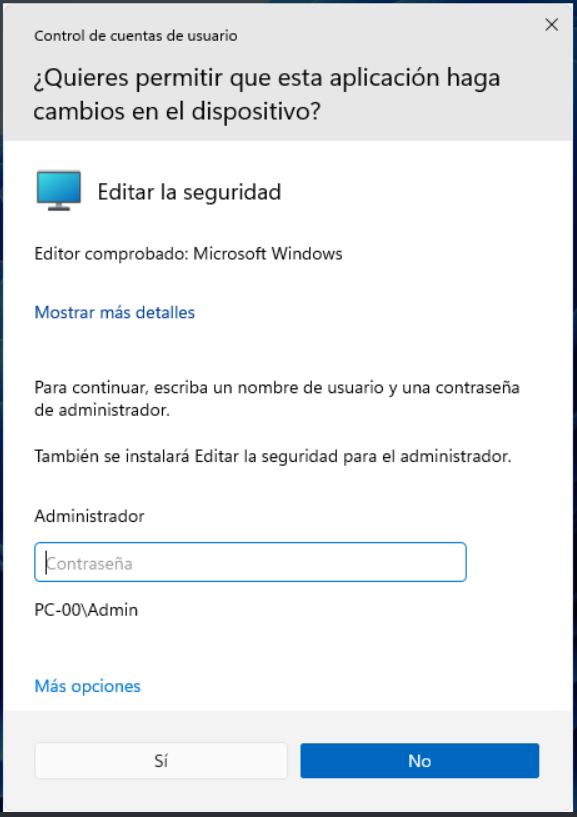 Control de cuentas de usuario
¿Quieres permitir que esta aplicación haga
cambios en el dispositivo?
Editar la seguridad
Editor comprobado: Microsoft Windows
Mostrar más detalles
Para continuar, escriba un nombre de usuario y una contraseña
de administrador.
También se instalará Editar la seguridad para el administrador.
Administrador
Contraseña
PC-00\Admin
Más opciones
Sí
No